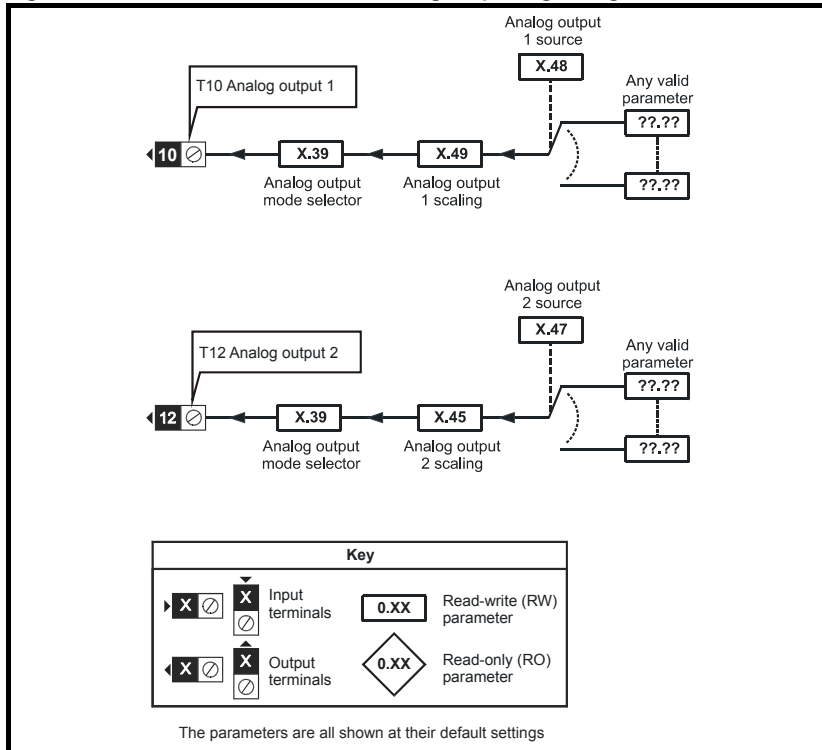 Analog output
1 source
X.48
T10 Analog output 1
Any valid
parameter
??.??
10
X.39
X.49
Analog output
mode selector
Analog output
1 scaling
??.??
Analog output
2 source
X.47
T12 Analog output 2
Any valid
parameter
??.??
12
X.39
X.45
Analog output
mode selector
Analog output
2 scaling
??.??
Key
X
X
Input
terminals
0.XX
Read-write (RW)
parameter
X
X
Output
terminals
0.XX
Read-only (RO)
parameter
The parameters are all shown at their default settings